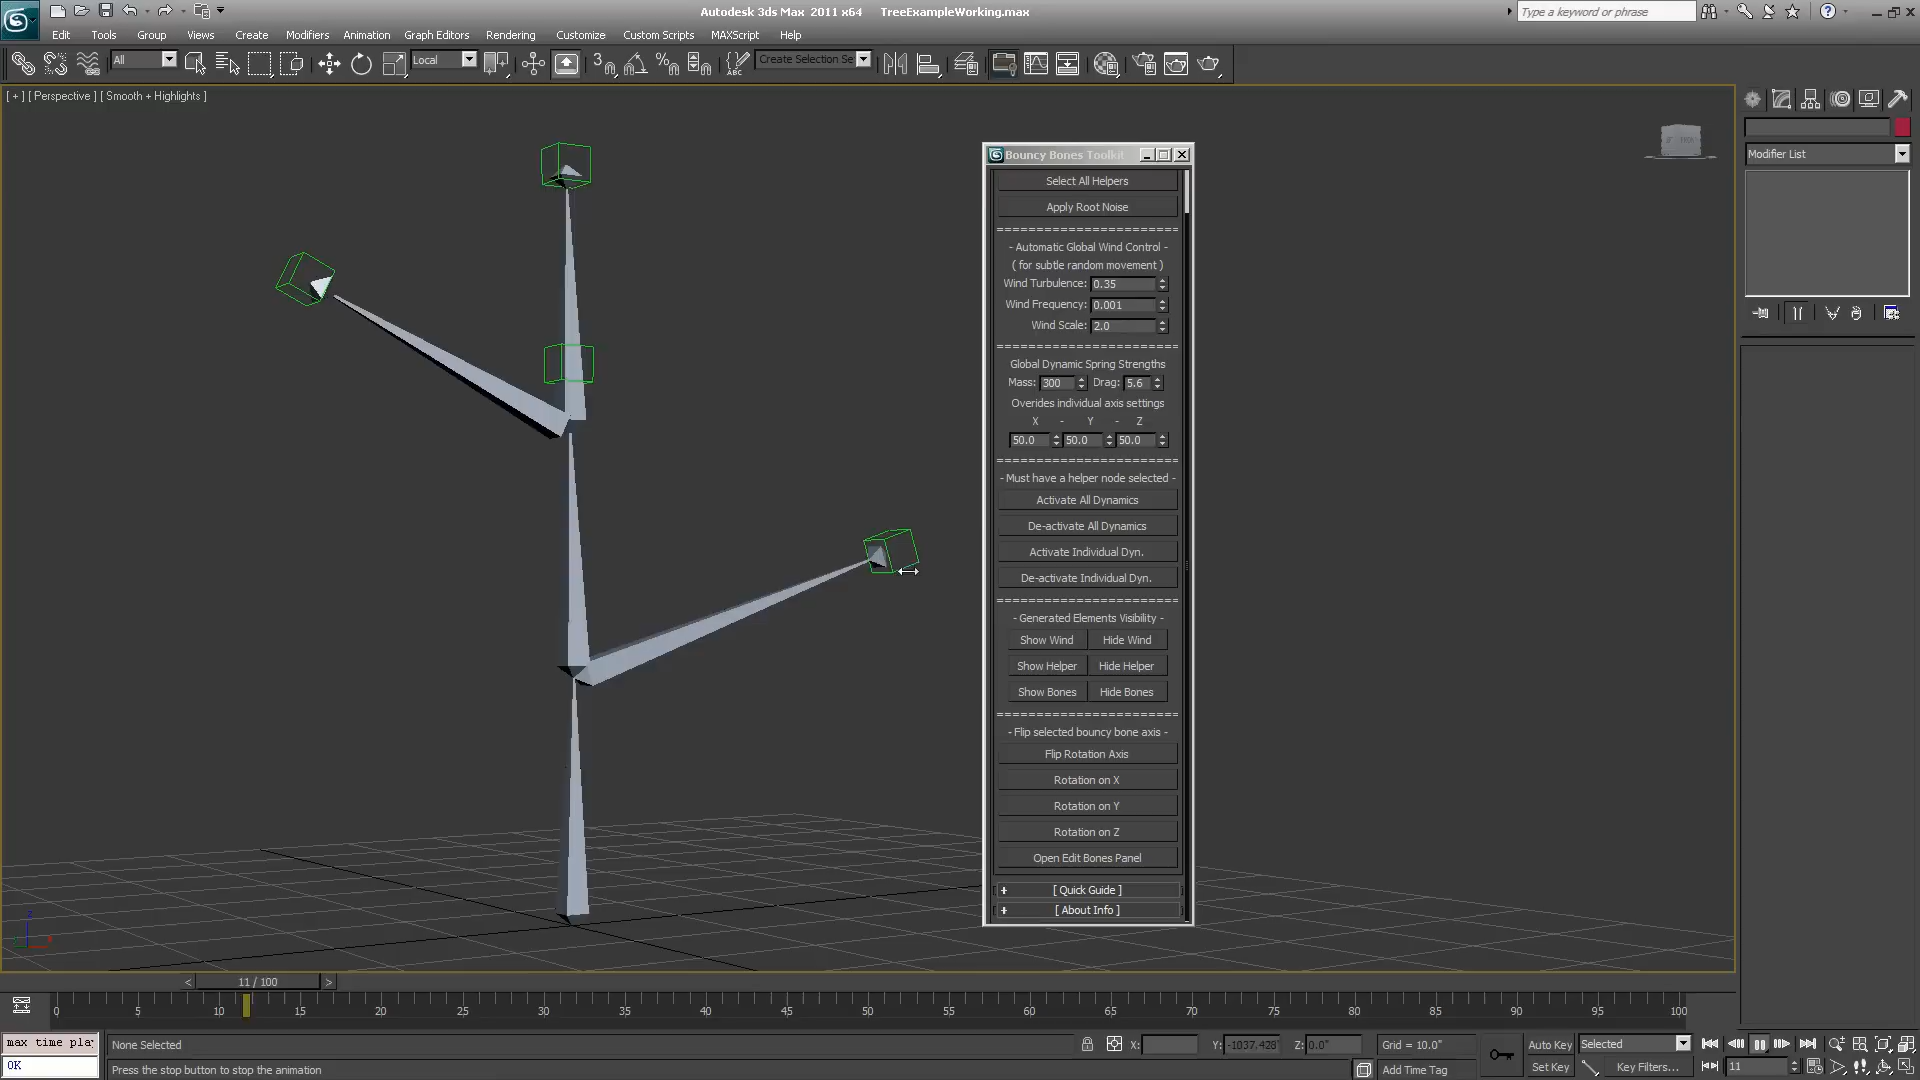 Autodesk 3ds Max 2011 x64 TreeExampleWorking.max
Type a keyword or phrase
Edit Tools Group Views Create Modifiers Animation Graph Editors Rendering Customize Custom Scripts MAXScript Help
All
Local
3
Create Selection Se
[ + ] [ Perspective ] [ Smooth + Highlights ]
Modifier List
Bouncy Bones Toolkit
Select All Helpers
Apply Root Noise
- Automatic Global Wind Control -
( for subtle random movement )
Wind Turbulence: 0.35
Wind Frequency: 0.001
Wind Scale: 2.0
Global Dynamic Spring Strengths
Mass: 300 Drag: 5.6
Overides individual axis settings
X - Y - Z
50.0 50.0 50.0
- Must have a helper node selected -
Activate All Dynamics
De-activate All Dynamics
Activate Individual Dyn.
De-activate Individual Dyn.
- Generated Elements Visibility -
Show Wind Hide Wind
Show Helper Hide Helper
Show Bones Hide Bones
- Flip selected bouncy bone axis -
Flip Rotation Axis
Rotation on X
Rotation on Y
Rotation on Z
Open Edit Bones Panel
+ [ Quick Guide ]
+ [ About Info ]
< 11 / 100 >
0 5 10 15 20 25 30 35 40 45 50 55 60 65 70 75 80 85 90 95 100
max time pla
None Selected
X: Y: -1037.428" Z: 0.0" Grid = 10.0"
Auto Key Selected
OK
Press the stop button to stop the animation
Add Time Tag
Set Key Key Filters... 11